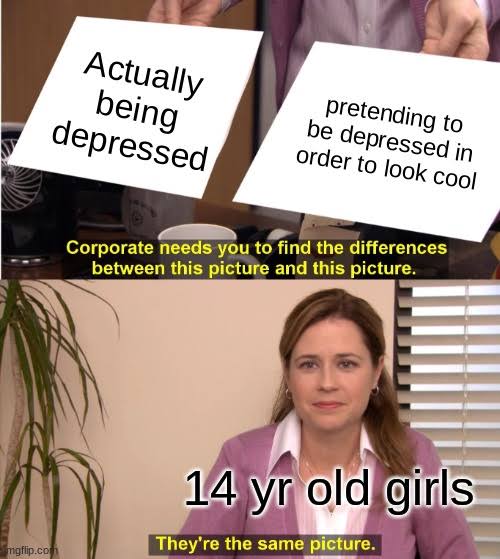 Actually
being
depressed
pretending to
be depressed in
order to look cool
Corporate needs you to find the differences
between this picture and this picture.
14 yr old girls
They're the same picture.
imgflip.com